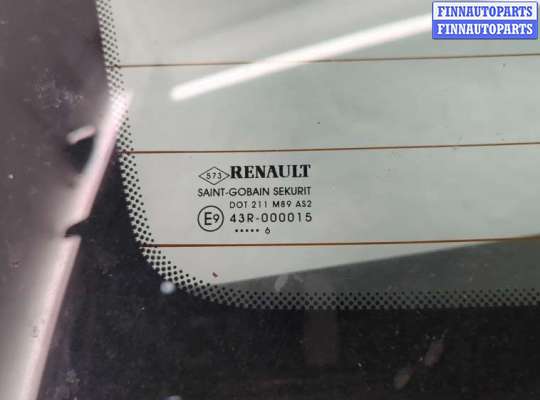 FINNAUTOPARTS
FINNAUTOPARTS
573 RENAULT
SAINT-GOBAIN SEKURIT
DOT 211 M89 AS2
E9 43R-000015
..... 6